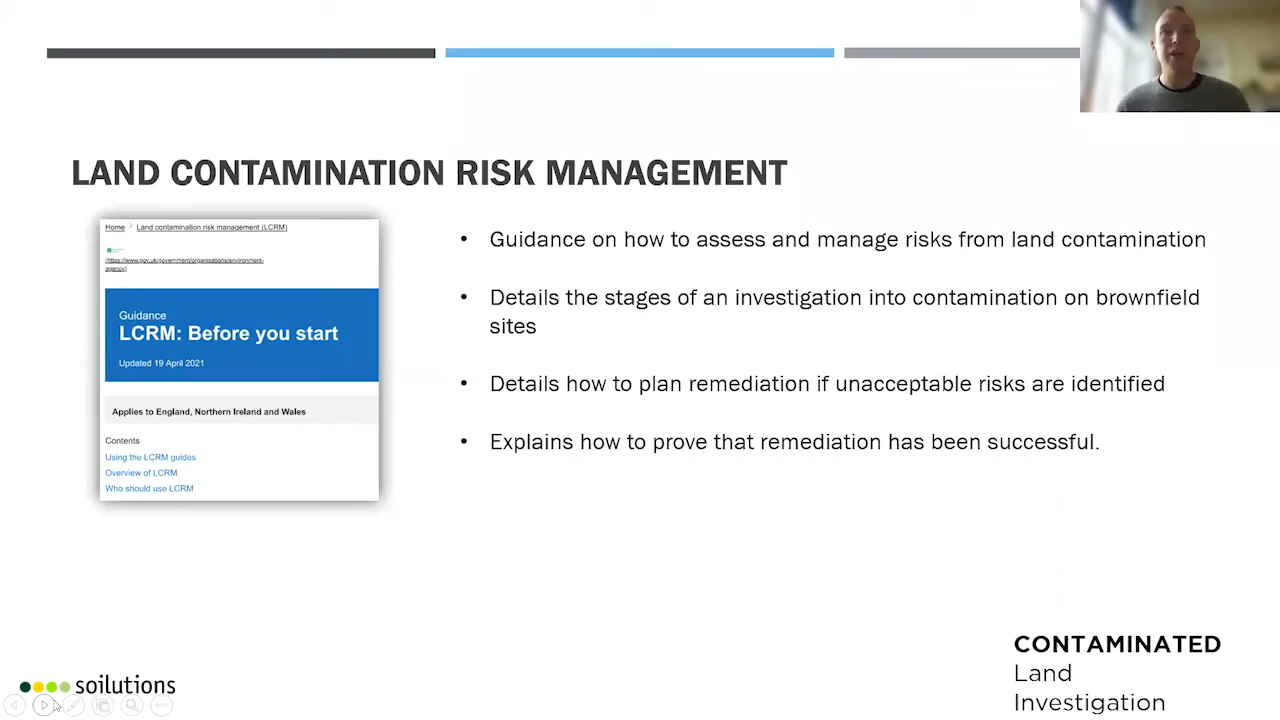 LAND CONTAMINATION RISK MANAGEMENT
Home > Land contamination risk management (LCRM)
(https://www.gov.uk/government/organisations/environment-
agency)
Guidance
LCRM: Before you start
Updated 19 April 2021
Applies to England, Northern Ireland and Wales
Contents
Using the LCRM guides
Overview of LCRM
Who should use LCRM
• Guidance on how to assess and manage risks from land contamination
• Details the stages of an investigation into contamination on brownfield
sites
• Details how to plan remediation if unacceptable risks are identified
• Explains how to prove that remediation has been successful.
soilutions
CONTAMINATED
Land
Investigation